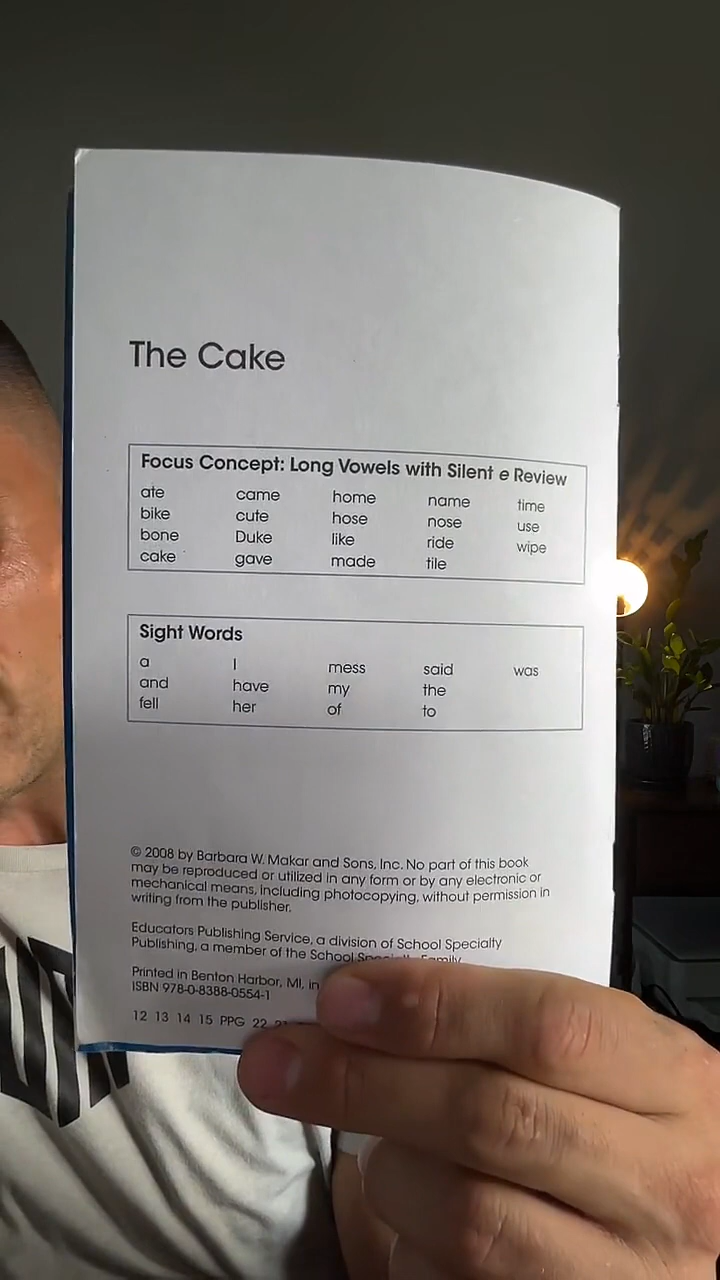 The Cake
Focus Concept: Long Vowels with Silent e Review
ate came home name time
bike cute hose nose use
bone Duke like ride wipe
cake gave made tile
Sight Words
a I mess said was
and have my the
fell her of to
© 2008 by Barbara W. Makar and Sons, Inc. No part of this book
may be reproduced or utilized in any form or by any electronic or
mechanical means, including photocopying, without permission in
writing from the publisher.
Educators Publishing Service, a division of School Specialty
Publishing, a member of the School Specialty Family
Printed in Benton Harbor, MI, in
ISBN 978-0-8388-0554-1
12 13 14 15 PPG 22